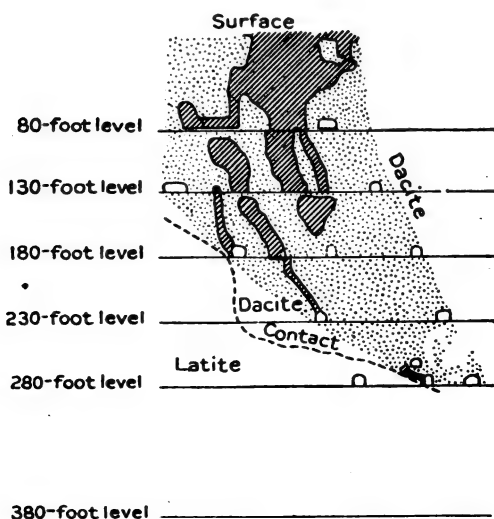 Surface
80-foot level
130-foot level
Dacite
180-foot level
Dacite
230-foot level
Contact
Latite
280-foot level
380-foot level